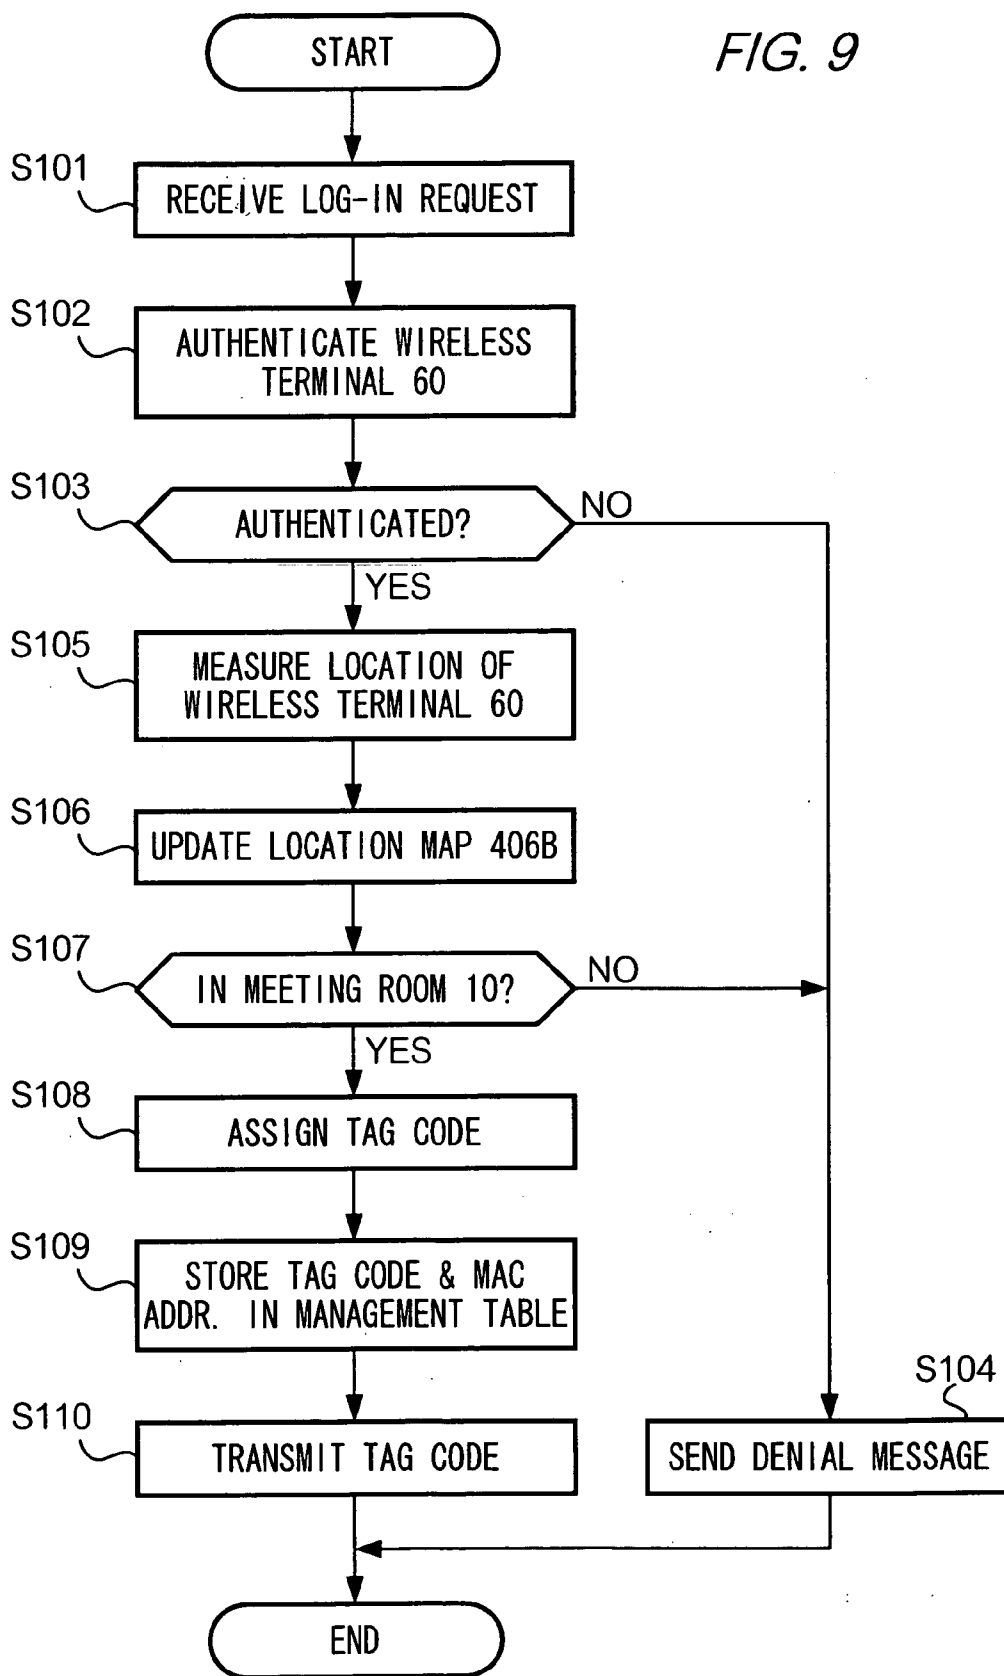 START
FIG. 9
S101
RECEIVE LOG-IN REQUEST
S102
AUTHENTICATE WIRELESS
TERMINAL 60
S103
AUTHENTICATED?
NO
YES
S105
MEASURE LOCATION OF
WIRELESS TERMINAL 60
S106
UPDATE LOCATION MAP 406B
S107
IN MEETING ROOM 10?
NO
YES
S108
ASSIGN TAG CODE
S109
STORE TAG CODE & MAC
ADDR. IN MANAGEMENT TABLE
S110
TRANSMIT TAG CODE
S104
SEND DENIAL MESSAGE
END